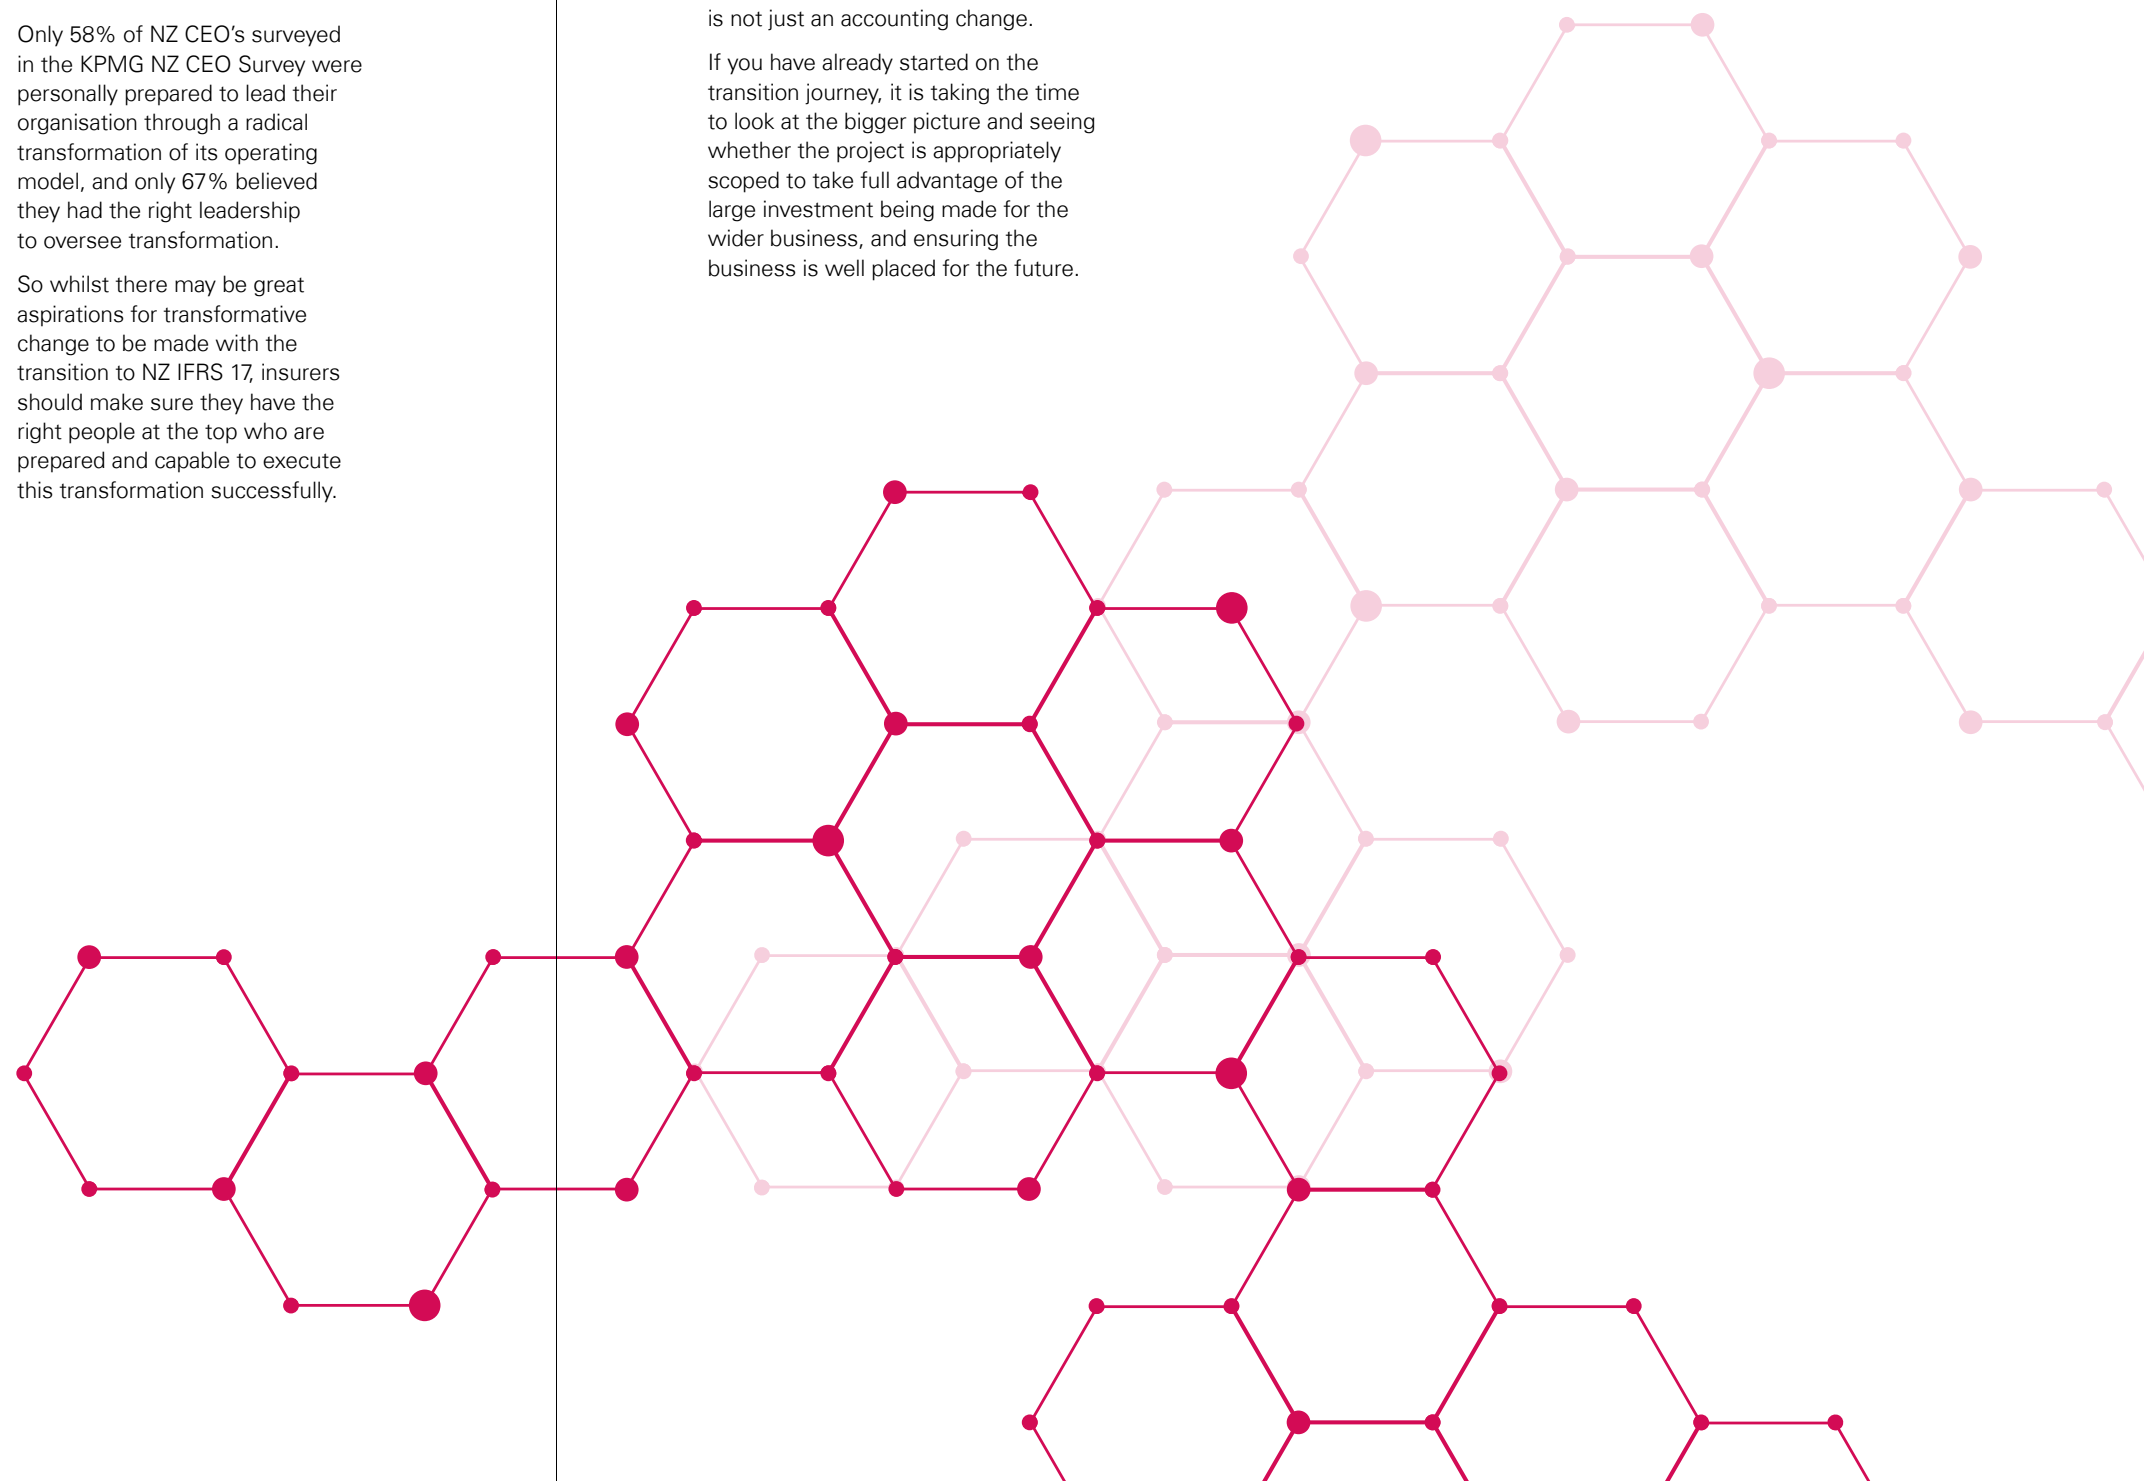 Only 58% of NZ CEO's surveyed
in the KPMG NZ CEO Survey were
personally prepared to lead their
organisation through a radical
transformation of its operating
model, and only 67% believed
they had the right leadership
to oversee transformation.
So whilst there may be great
aspirations for transformative
change to be made with the
transition to NZ IFRS 17, insurers
should make sure they have the
right people at the top who are
prepared and capable to execute
this transformation successfully.
is not just an accounting change.
If you have already started on the
transition journey, it is taking the time
to look at the bigger picture and seeing
whether the project is appropriately
scoped to take full advantage of the
large investment being made for the
wider business, and ensuring the
business is well placed for the future.